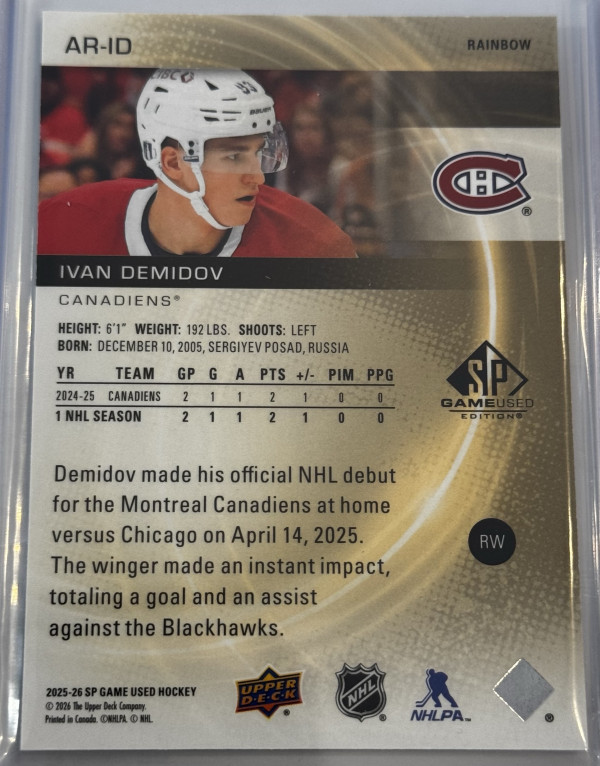 AR-ID
RAINBOW
IVAN DEMIDOV
CANADIENS®
HEIGHT: 6'1" WEIGHT: 192 LBS. SHOOTS: LEFT
BORN: DECEMBER 10, 2005, SERGIYEV POSAD, RUSSIA
YR TEAM GP G A PTS +/- PIM PPG
2024-25 CANADIENS 2 1 1 2 1 0 0
1 NHL SEASON 2 1 1 2 1 0 0
SP
GAMEUSED
EDITION®
Demidov made his official NHL debut
for the Montreal Canadiens at home
versus Chicago on April 14, 2025.
The winger made an instant impact,
totaling a goal and an assist
against the Blackhawks.
RW
2025-26 SP GAME USED HOCKEY
© 2026 The Upper Deck Company.
Printed in Canada. ©NHLPA. © NHL.
UPPER
DECK
®
NHL
®
NHLPA™
®